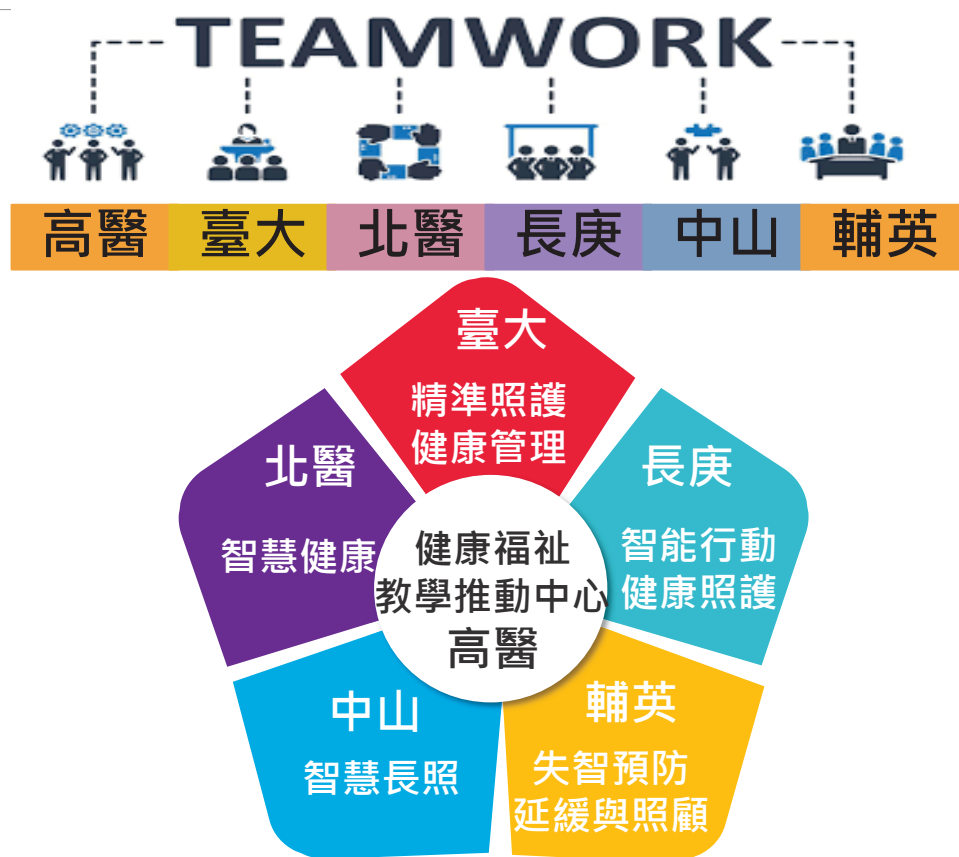 TEAMWORK
高醫 臺大 北醫 長庚 中山 輔英
臺大
精準照護
健康管理
北醫
智慧健康
長庚
智能行動
健康照護
健康福祉
教學推動中心
高醫
中山
智慧長照
輔英
失智預防
延緩與照顧